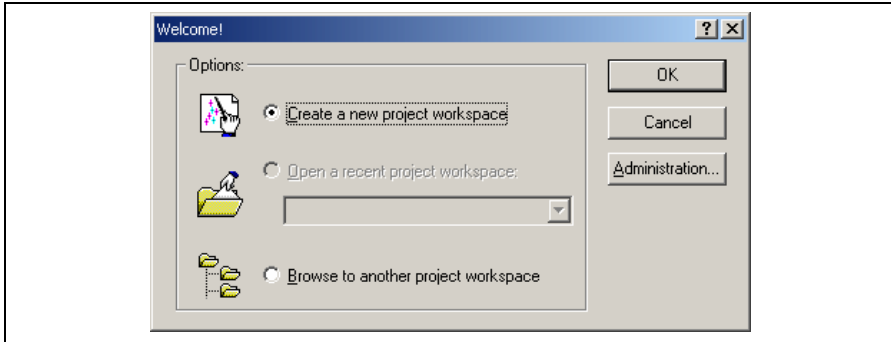 Welcome!
Options:
Create a new project workspace
Open a recent project workspace:
Browse to another project workspace
OK
Cancel
Administration...